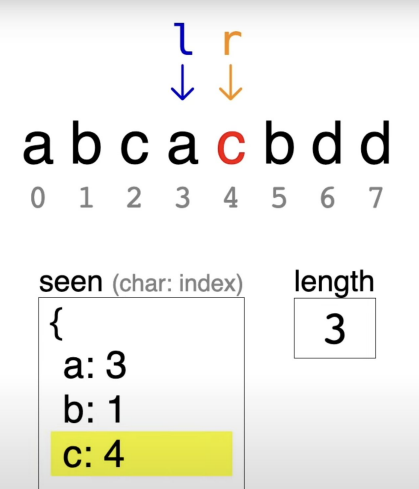 l r
a b c a c b d d
0 1 2 3 4 5 6 7
seen (char: index) length
{ 3
a: 3
b: 1
c: 4